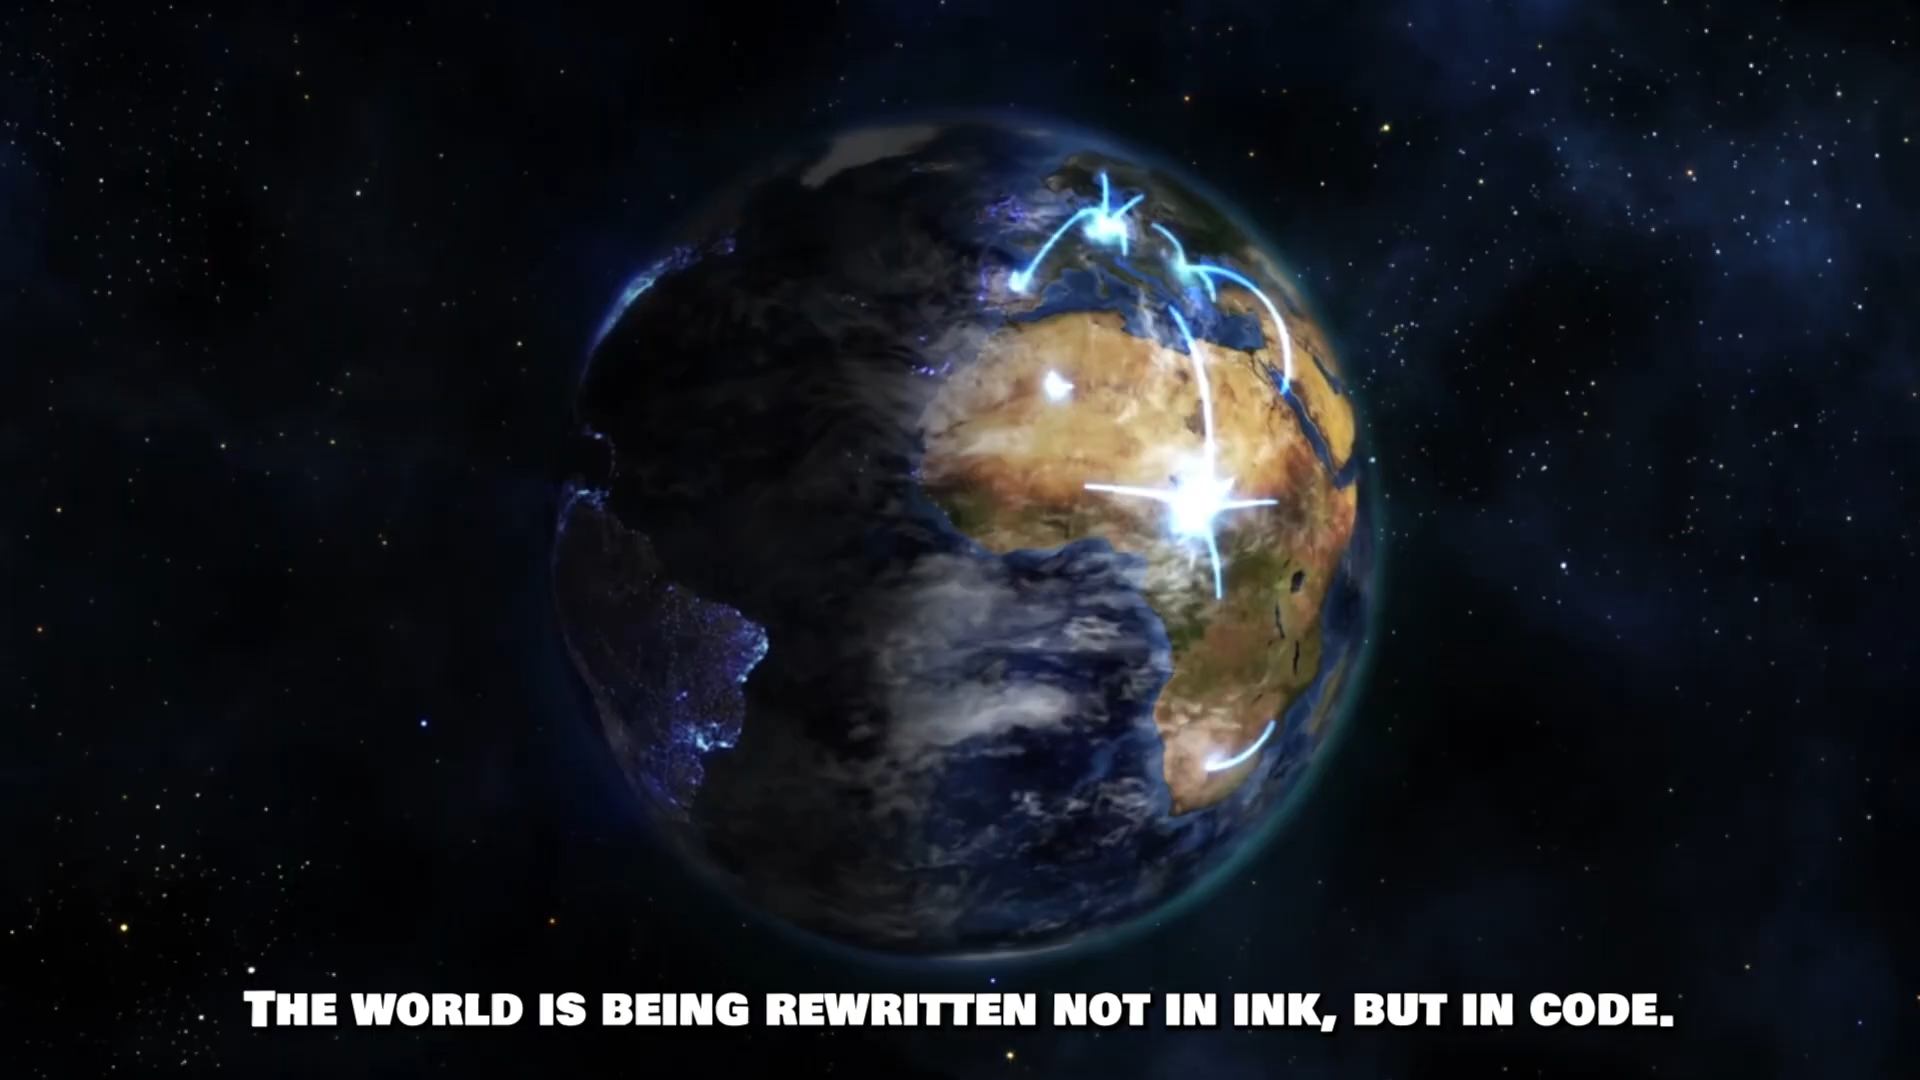 The world is being rewritten not in ink, but in code.